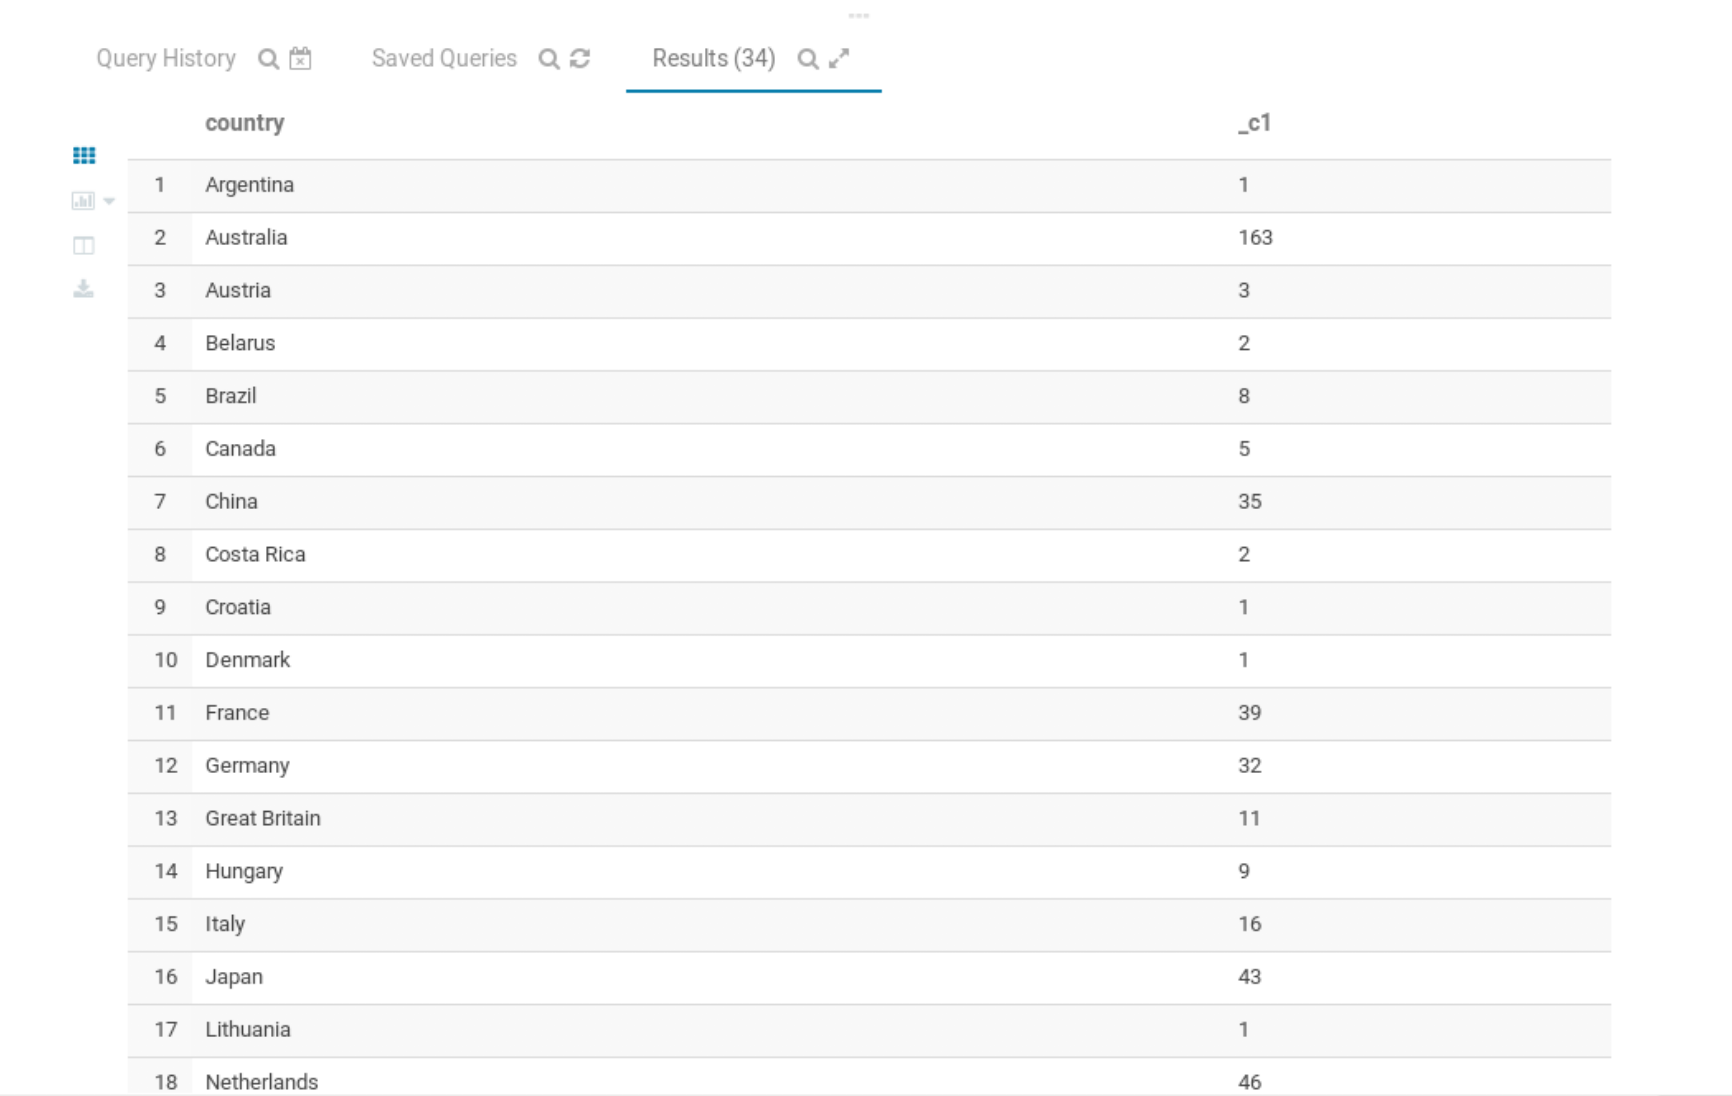 Query History Saved Queries Results (34)
country _c1
1 Argentina 1
2 Australia 163
3 Austria 3
4 Belarus 2
5 Brazil 8
6 Canada 5
7 China 35
8 Costa Rica 2
9 Croatia 1
10 Denmark 1
11 France 39
12 Germany 32
13 Great Britain 11
14 Hungary 9
15 Italy 16
16 Japan 43
17 Lithuania 1
18 Netherlands 46